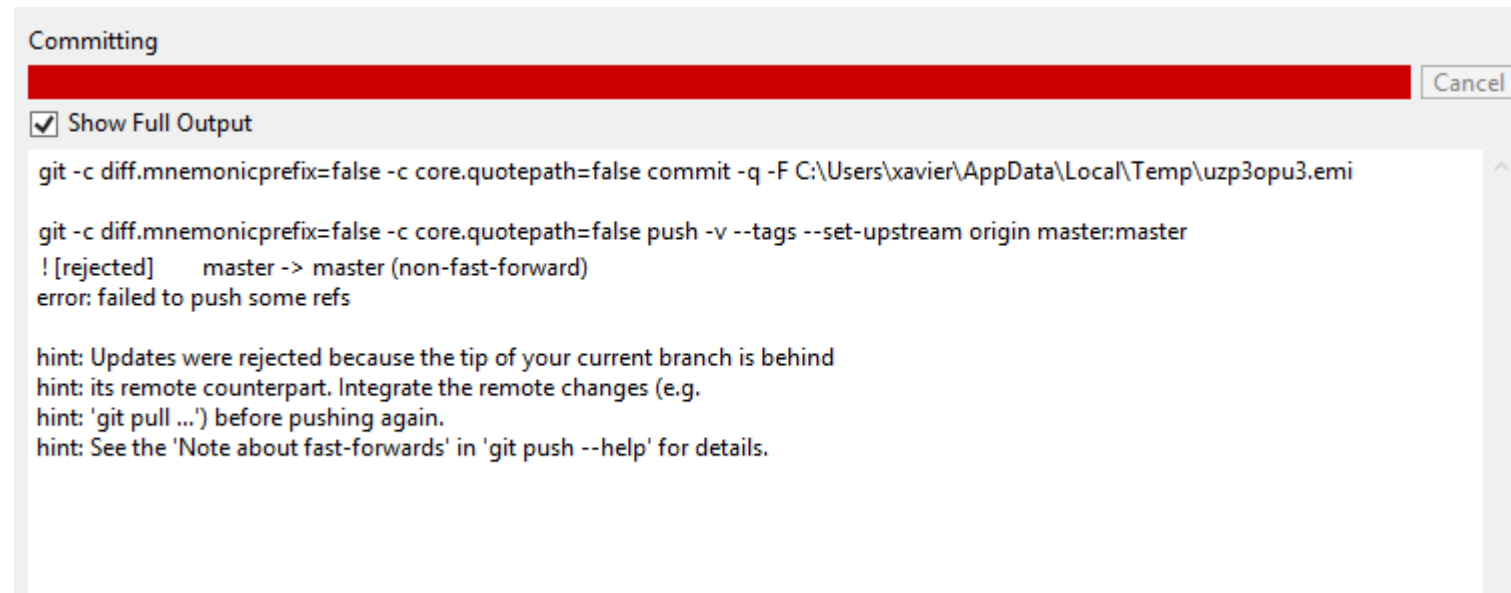 Committing
Cancel
Show Full Output
git -c diff.mnemonicprefix=false -c core.quotepath=false commit -q -F C:\Users\xavier\AppData\Local\Temp\uzp3opu3.emi
git -c diff.mnemonicprefix=false -c core.quotepath=false push -v --tags --set-upstream origin master:master
! [rejected] master -> master (non-fast-forward)
error: failed to push some refs
hint: Updates were rejected because the tip of your current branch is behind
hint: its remote counterpart. Integrate the remote changes (e.g.
hint: 'git pull ...') before pushing again.
hint: See the 'Note about fast-forwards' in 'git push --help' for details.